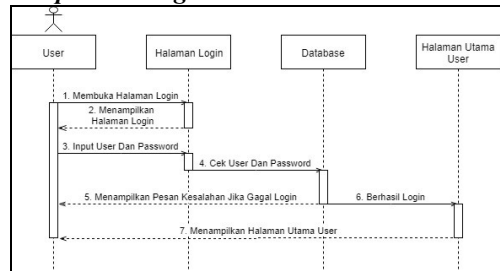 User
Halaman Login
Database
Halaman Utama
User
1. Membuka Halaman Login
2. Menampilkan
Halaman Login
3. Input User Dan Password
4. Cek User Dan Password
5. Menampilkan Pesan Kesalahan Jika Gagal Login
6. Berhasil Login
7. Menampilkan Halaman Utama User